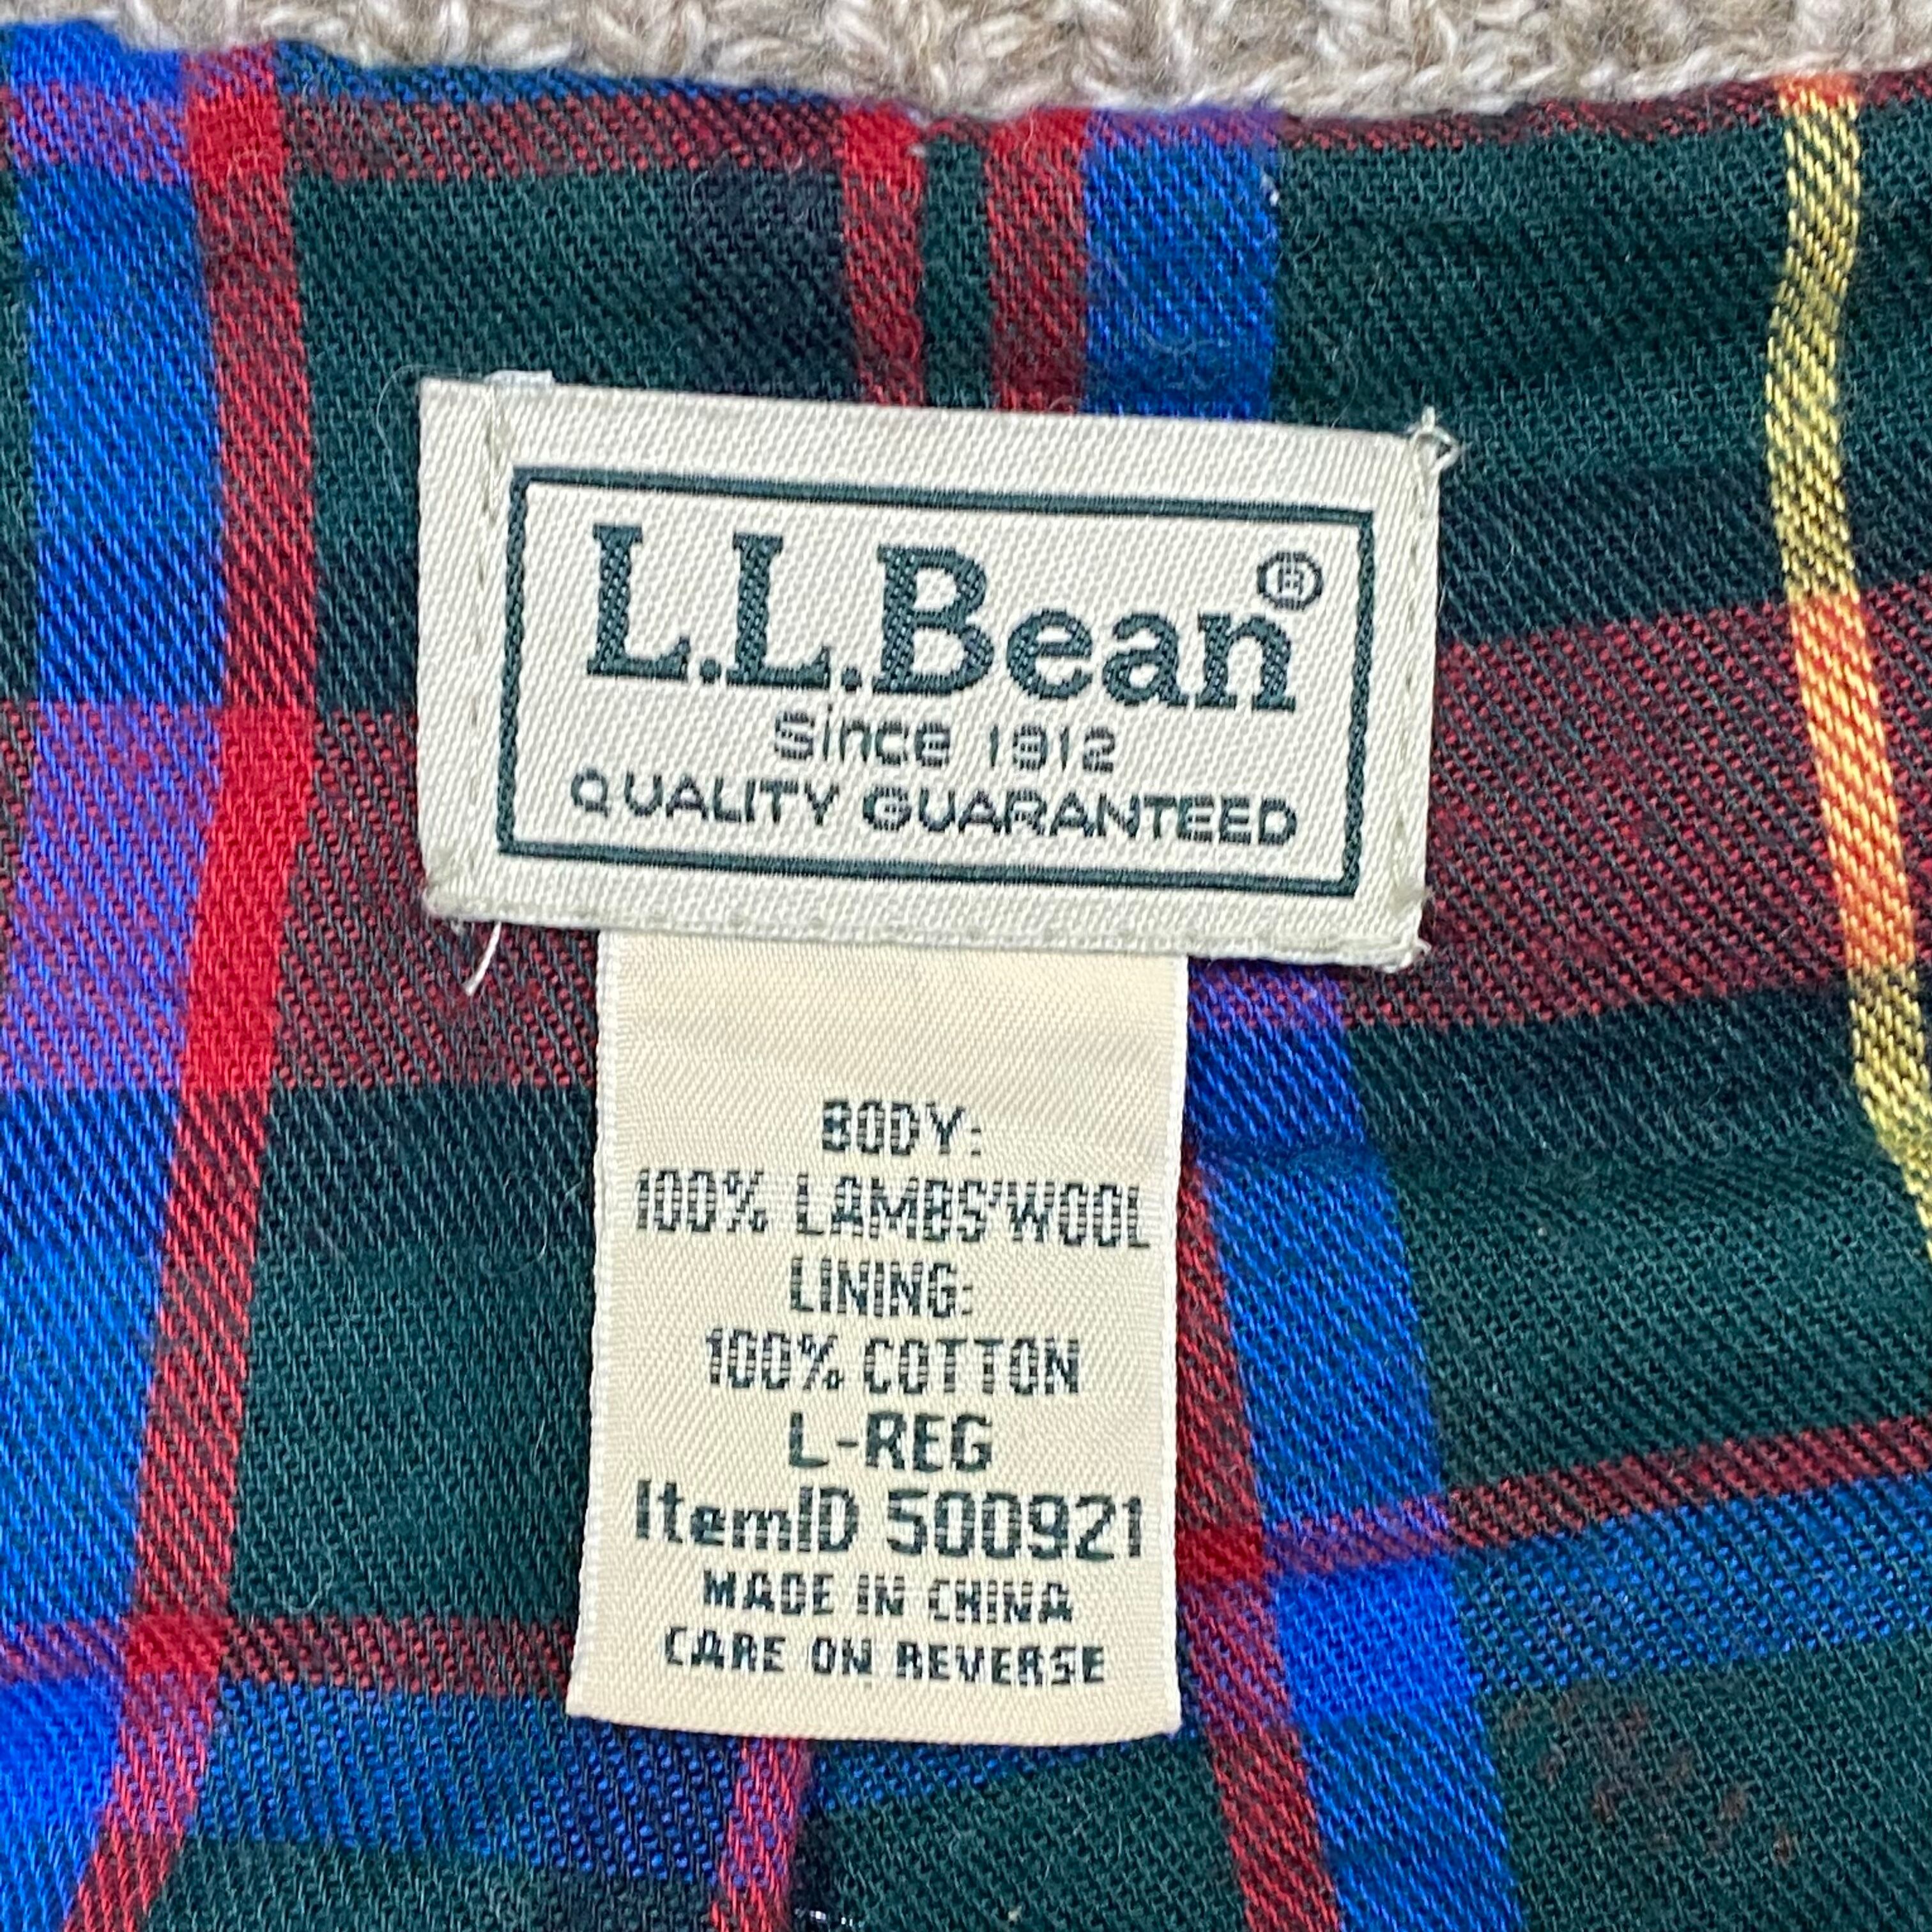 L.L.Bean®
Since 1912
QUALITY GUARANTEED
BODY:
100% LAMBS'WOOL
LINING:
100% COTTON
L-REG
ItemID 500921
MADE IN CHINA
CARE ON REVERSE